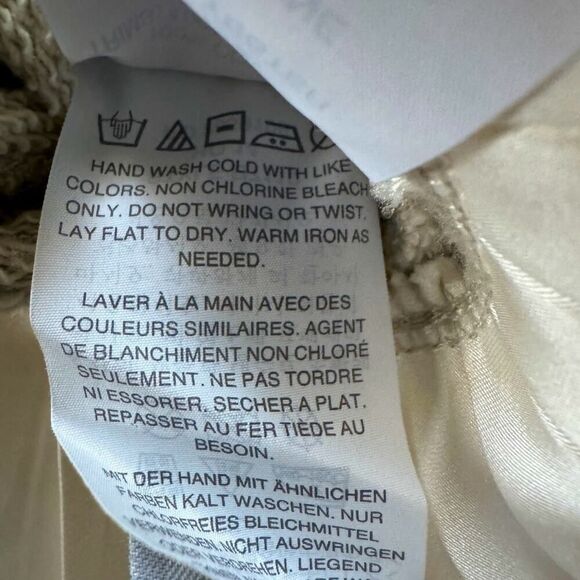 HAND WASH COLD WITH LIKE
COLORS. NON CHLORINE BLEACH
ONLY. DO NOT WRING OR TWIST.
LAY FLAT TO DRY. WARM IRON AS
NEEDED.
LAVER À LA MAIN AVEC DES
COULEURS SIMILAIRES. AGENT
DE BLANCHIMENT NON CHLORÉ
SEULEMENT. NE PAS TORDRE
NI ESSORER. SECHER A PLAT.
REPASSER AU FER TIÈDE AU
BESOIN.
MIT DER HAND MIT ÄHNLICHEN
FARBEN KALT WASCHEN. NUR
CHLORFREIES BLEICHMITTEL
VERWENDEN. NICHT AUSWRINGEN
ODER VERDREHEN. LIEGEND